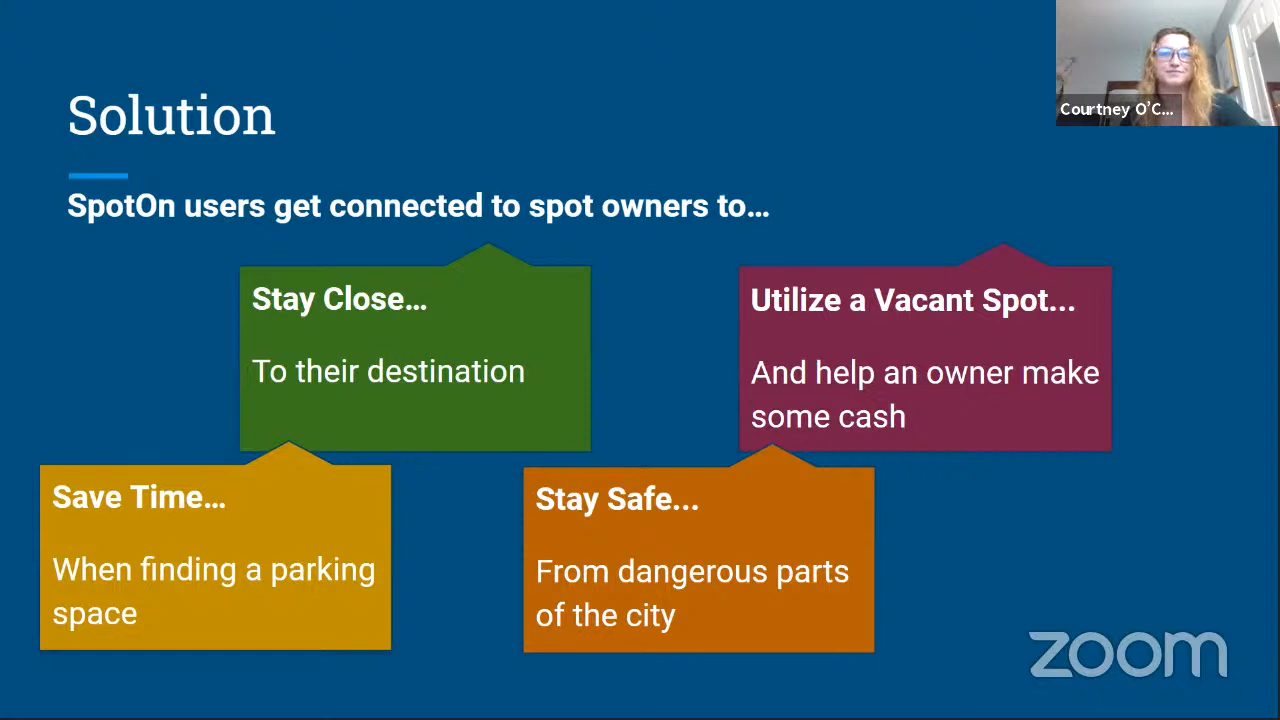 Solution
Courtney O'C...
SpotOn users get connected to spot owners to…
Stay Close…
To their destination
Utilize a Vacant Spot...
And help an owner make
some cash
Save Time…
When finding a parking
space
Stay Safe...
From dangerous parts
of the city
zoom